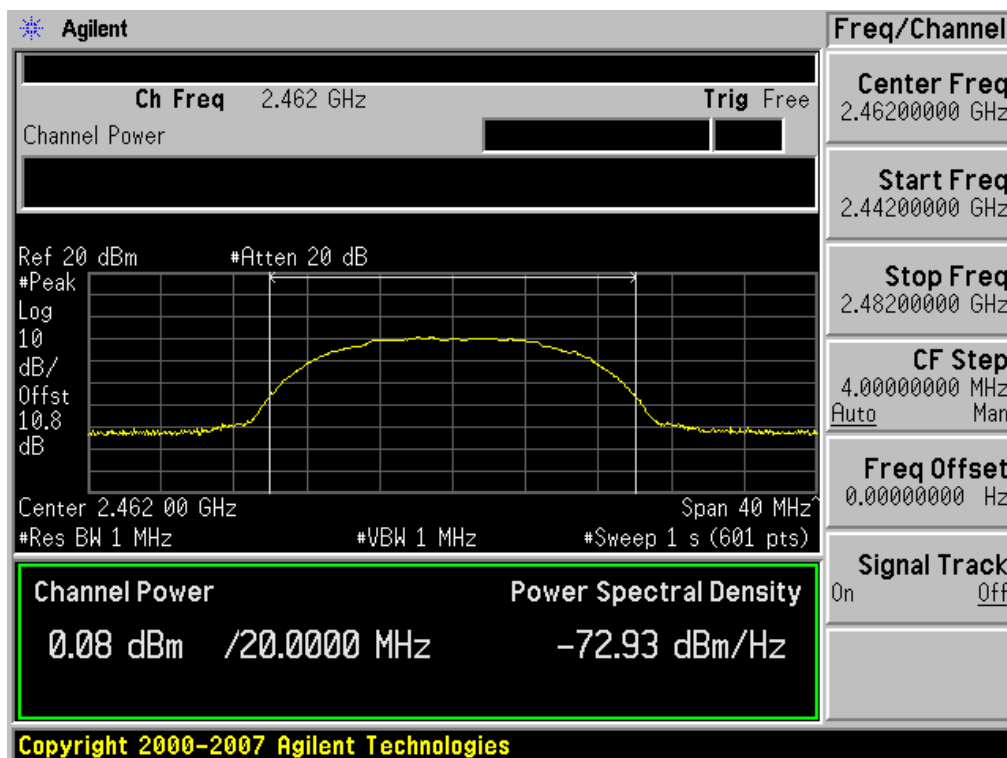 Agilent
Freq/Channel
Ch Freq 2.462 GHz Trig Free
Channel Power
Center Freq
2.46200000 GHz
Start Freq
2.44200000 GHz
Stop Freq
2.48200000 GHz
CF Step
4.00000000 MHz
Auto Man
Freq Offset
0.00000000 Hz
Signal Track
On Off
Ref 20 dBm #Atten 20 dB
#Peak
Log
10
dB/
Offst
10.8
dB
Center 2.462 00 GHz Span 40 MHz^
#Res BW 1 MHz #VBW 1 MHz #Sweep 1 s (601 pts)
Channel Power Power Spectral Density
0.08 dBm /20.0000 MHz -72.93 dBm/Hz
Copyright 2000-2007 Agilent Technologies